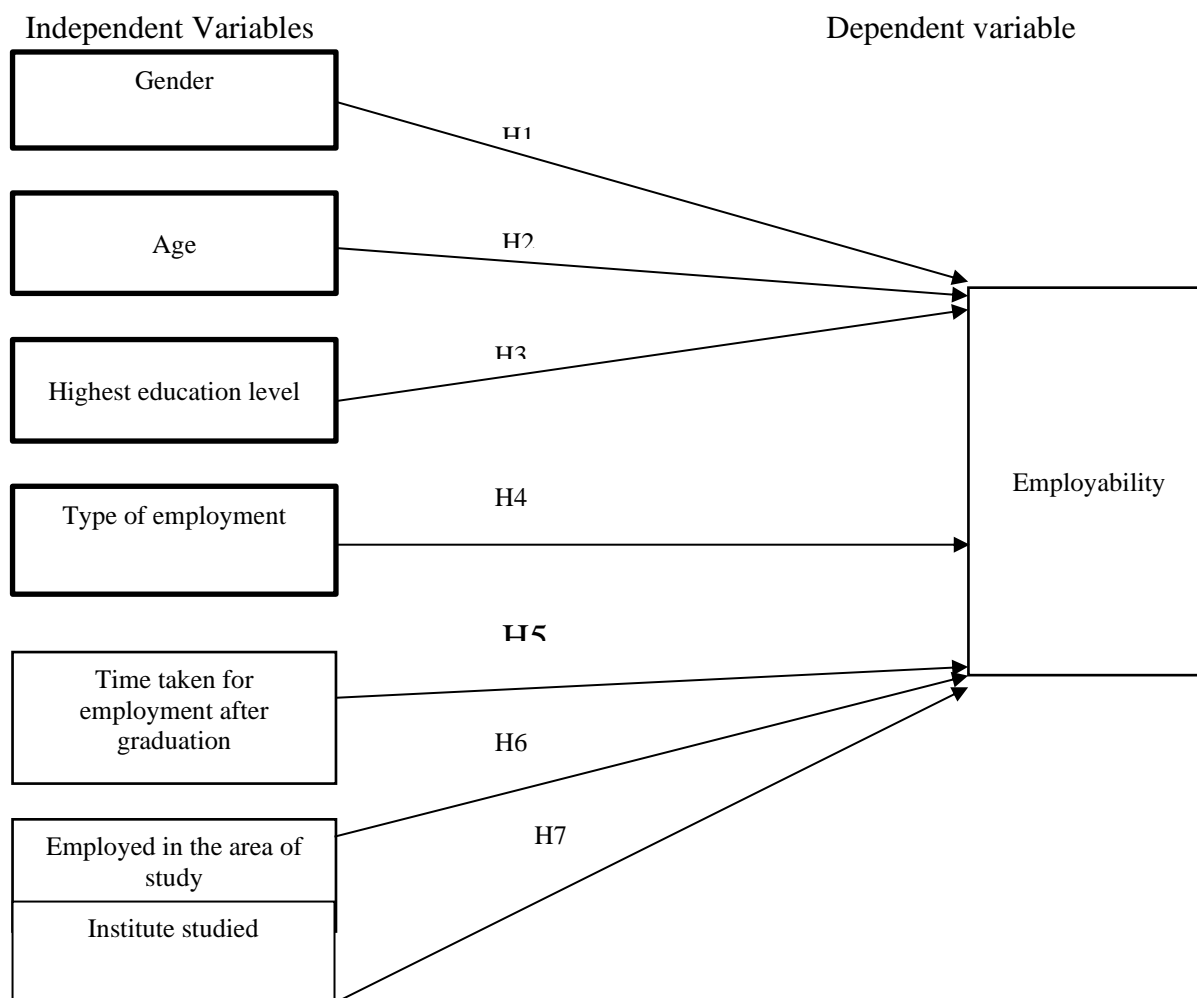 Independent Variables
Dependent variable
Gender
H1
Age
H2
H3
Highest education level
Type of employment
H4
Employability
H5
Time taken for
employment after
graduation
H6
Employed in the area of
study
H7
Institute studied